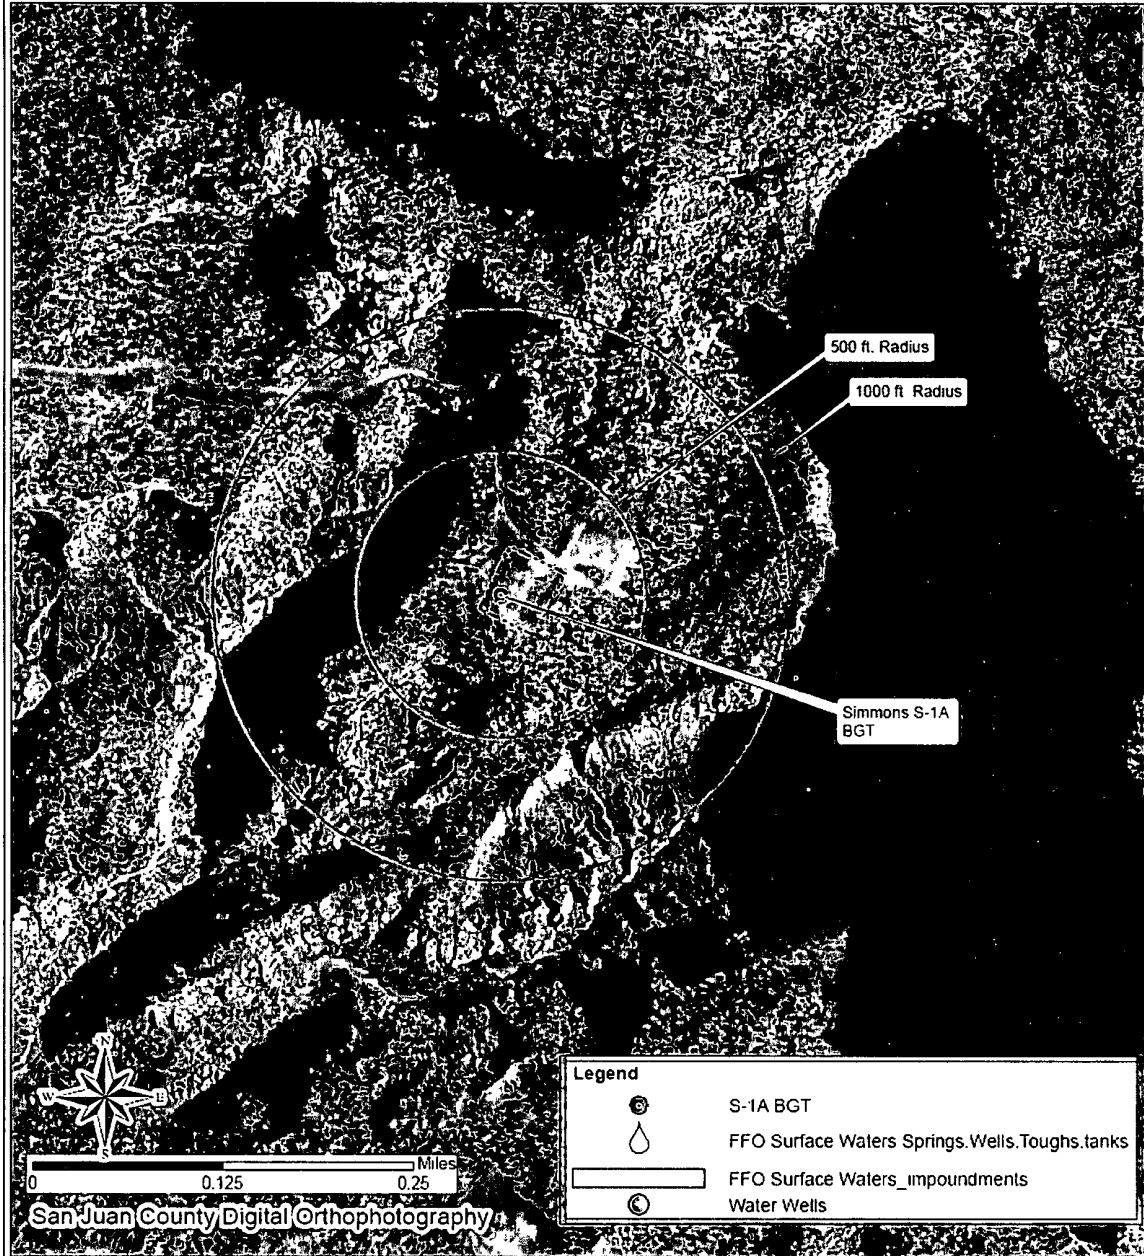 500 ft. Radius
1000 ft Radius
Simmons S-1A
BGT
N
W E
S
Miles
0 0.125 0.25
San Juan County Digital Orthophotography
Legend
S-1A BGT
FFO Surface Waters Springs.Wells.Toughs.tanks
FFO Surface Waters_impoundments
Water Wells